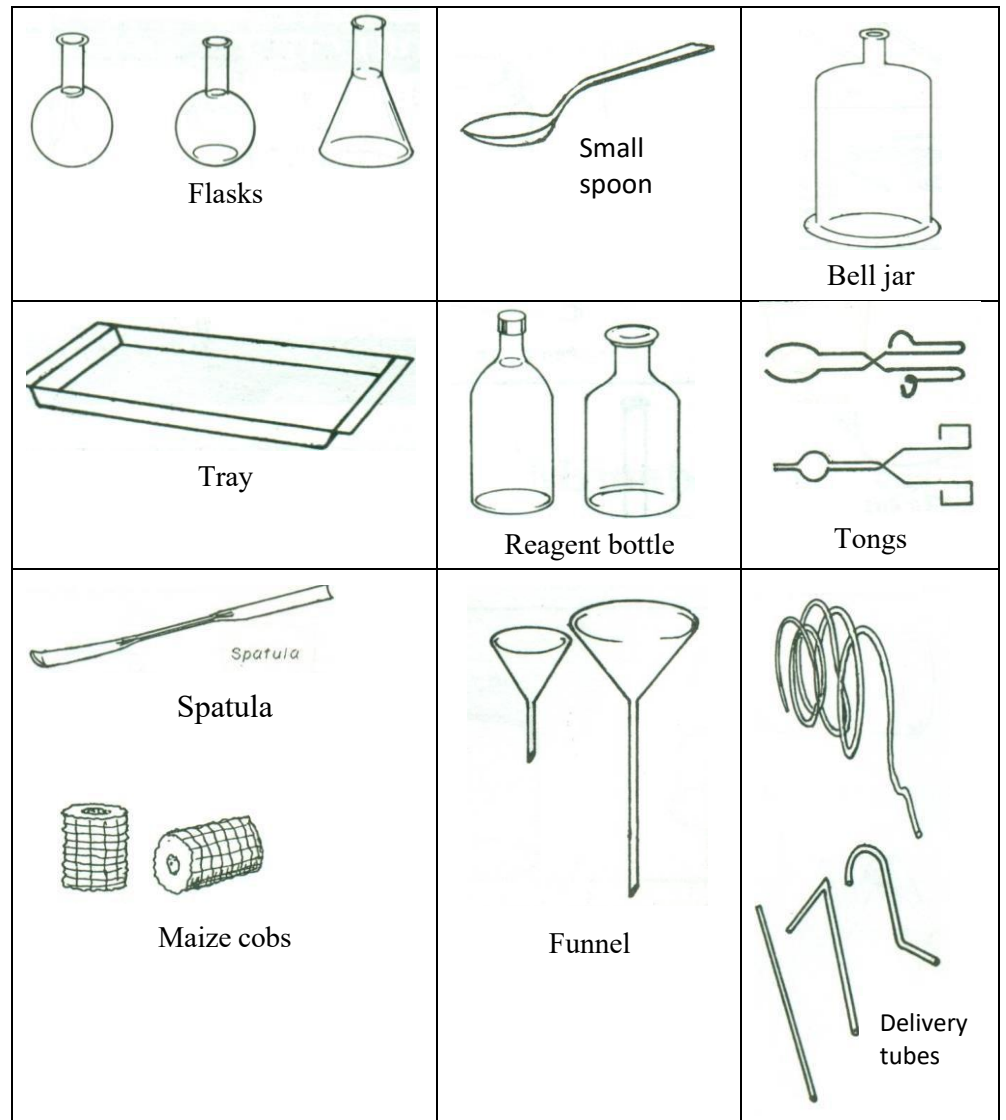 Flasks
Small
spoon
Bell jar
Tray
Reagent bottle
Tongs
Spatula
Spatula
Maize cobs
Funnel
Delivery
tubes